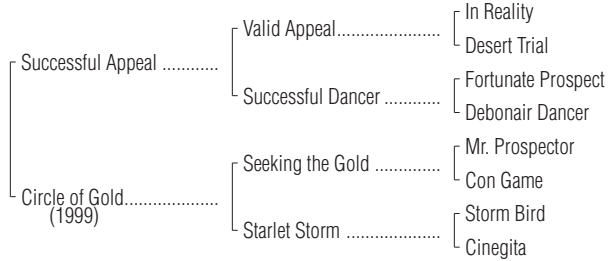 In Reality
Valid Appeal........................
Desert Trial
Successful Appeal ............
Fortunate Prospect
Successful Dancer ............
Debonair Dancer
Mr. Prospector
Seeking the Gold ..............
Con Game
Circle of Gold....................
(1999)
Storm Bird
Starlet Storm ....................
Cinegita